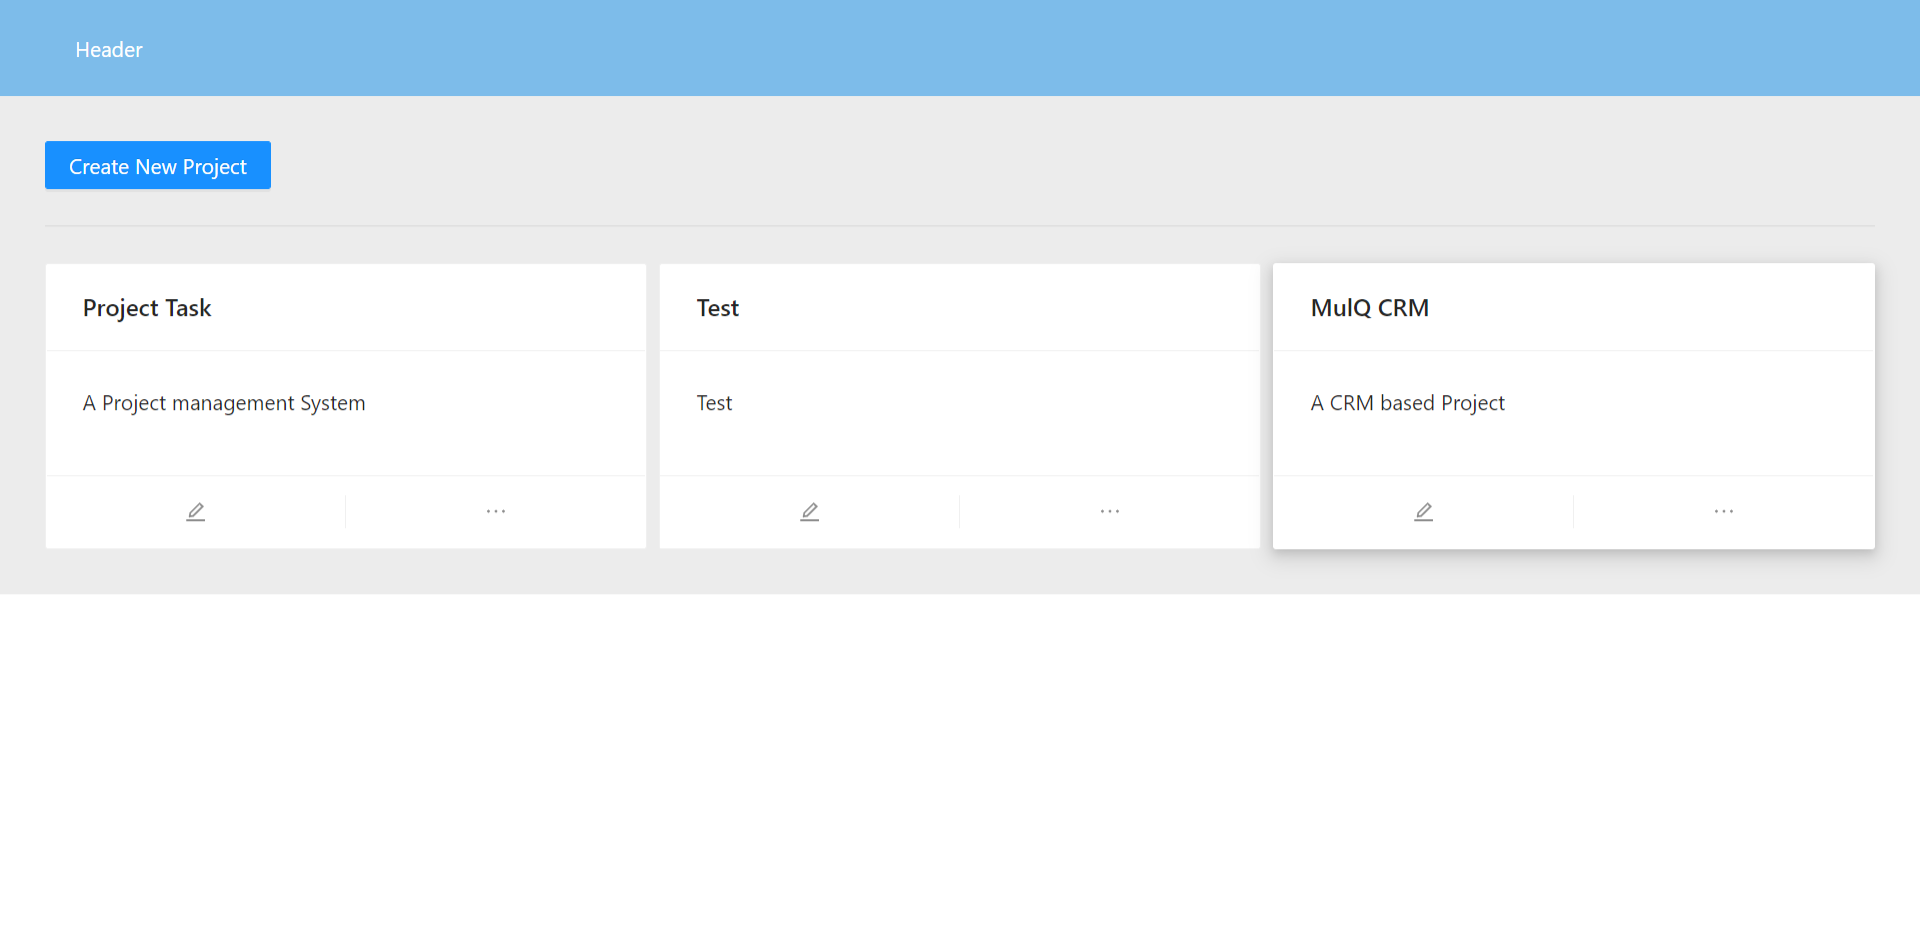 Header
Create New Project
Project Task
Test
MulQ CRM
A Project management System
Test
A CRM based Project